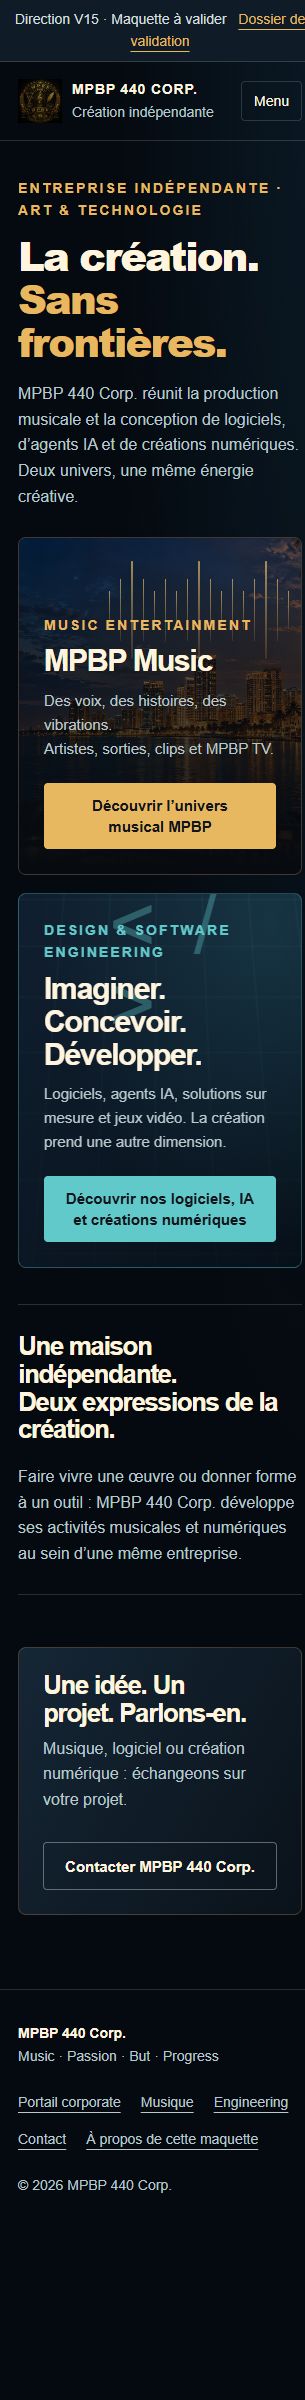 Direction V15 · Maquette à valider Dossier de
validation
MPBP 440 CORP.
Création indépendante
Menu
ENTREPRISE INDÉPENDANTE ·
ART & TECHNOLOGIE
La création.
Sans
frontières.
MPBP 440 Corp. réunit la production
musicale et la conception de logiciels,
d’agents IA et de créations numériques.
Deux univers, une même énergie
créative.
MUSIC ENTERTAINMENT
MPBP Music
Des voix, des histoires, des
vibrations.
Artistes, sorties, clips et MPBP TV.
Découvrir l’univers
musical MPBP
DESIGN & SOFTWARE
ENGINEERING
Imaginer.
Concevoir.
Développer.
Logiciels, agents IA, solutions sur
mesure et jeux vidéo. La création
prend une autre dimension.
Découvrir nos logiciels, IA
et créations numériques
Une maison
indépendante.
Deux expressions de la
création.
Faire vivre une œuvre ou donner forme
à un outil : MPBP 440 Corp. développe
ses activités musicales et numériques
au sein d’une même entreprise.
Une idée. Un
projet. Parlons-en.
Musique, logiciel ou création
numérique : échangeons sur
votre projet.
Contacter MPBP 440 Corp.
MPBP 440 Corp.
Music · Passion · But · Progress
Portail corporate Musique Engineering
Contact À propos de cette maquette
© 2026 MPBP 440 Corp.